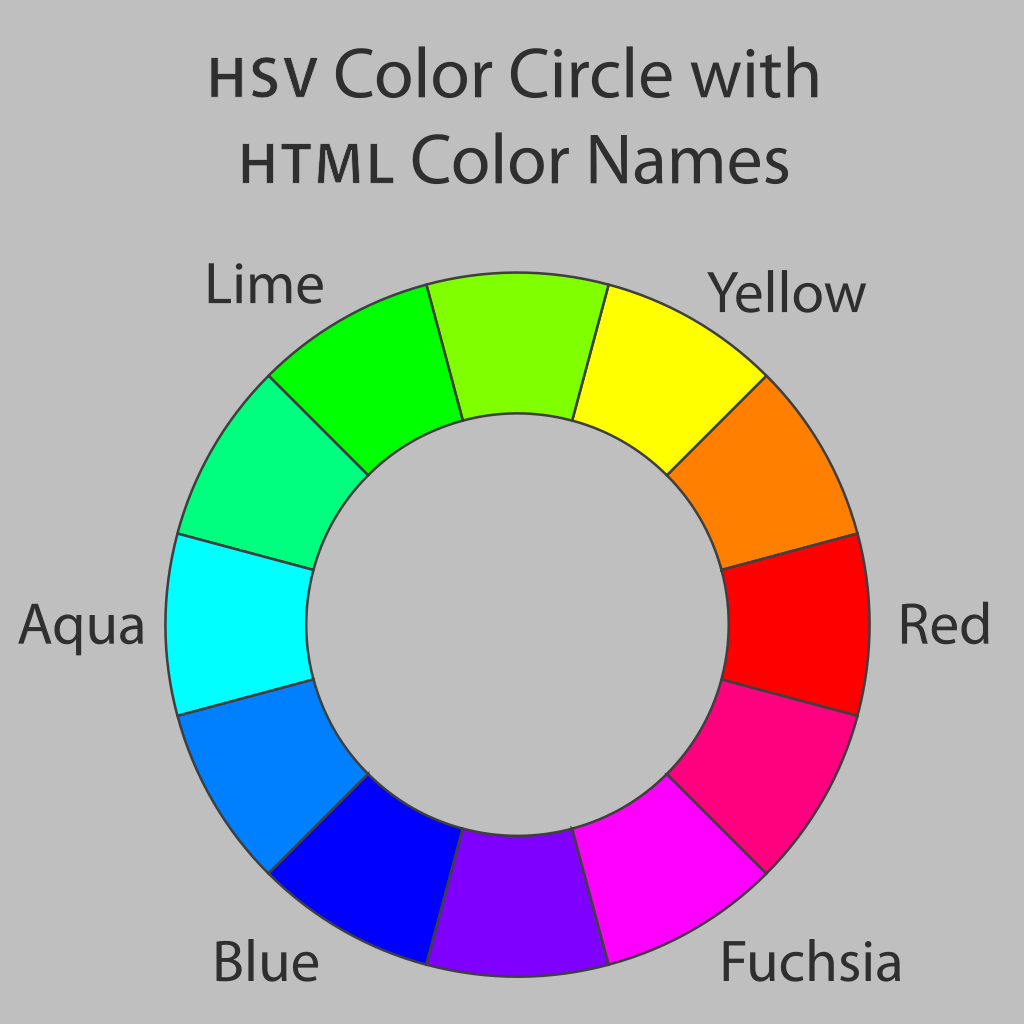 HSV Color Circle with
HTML Color Names
Lime
Yellow
Aqua
Red
Blue
Fuchsia